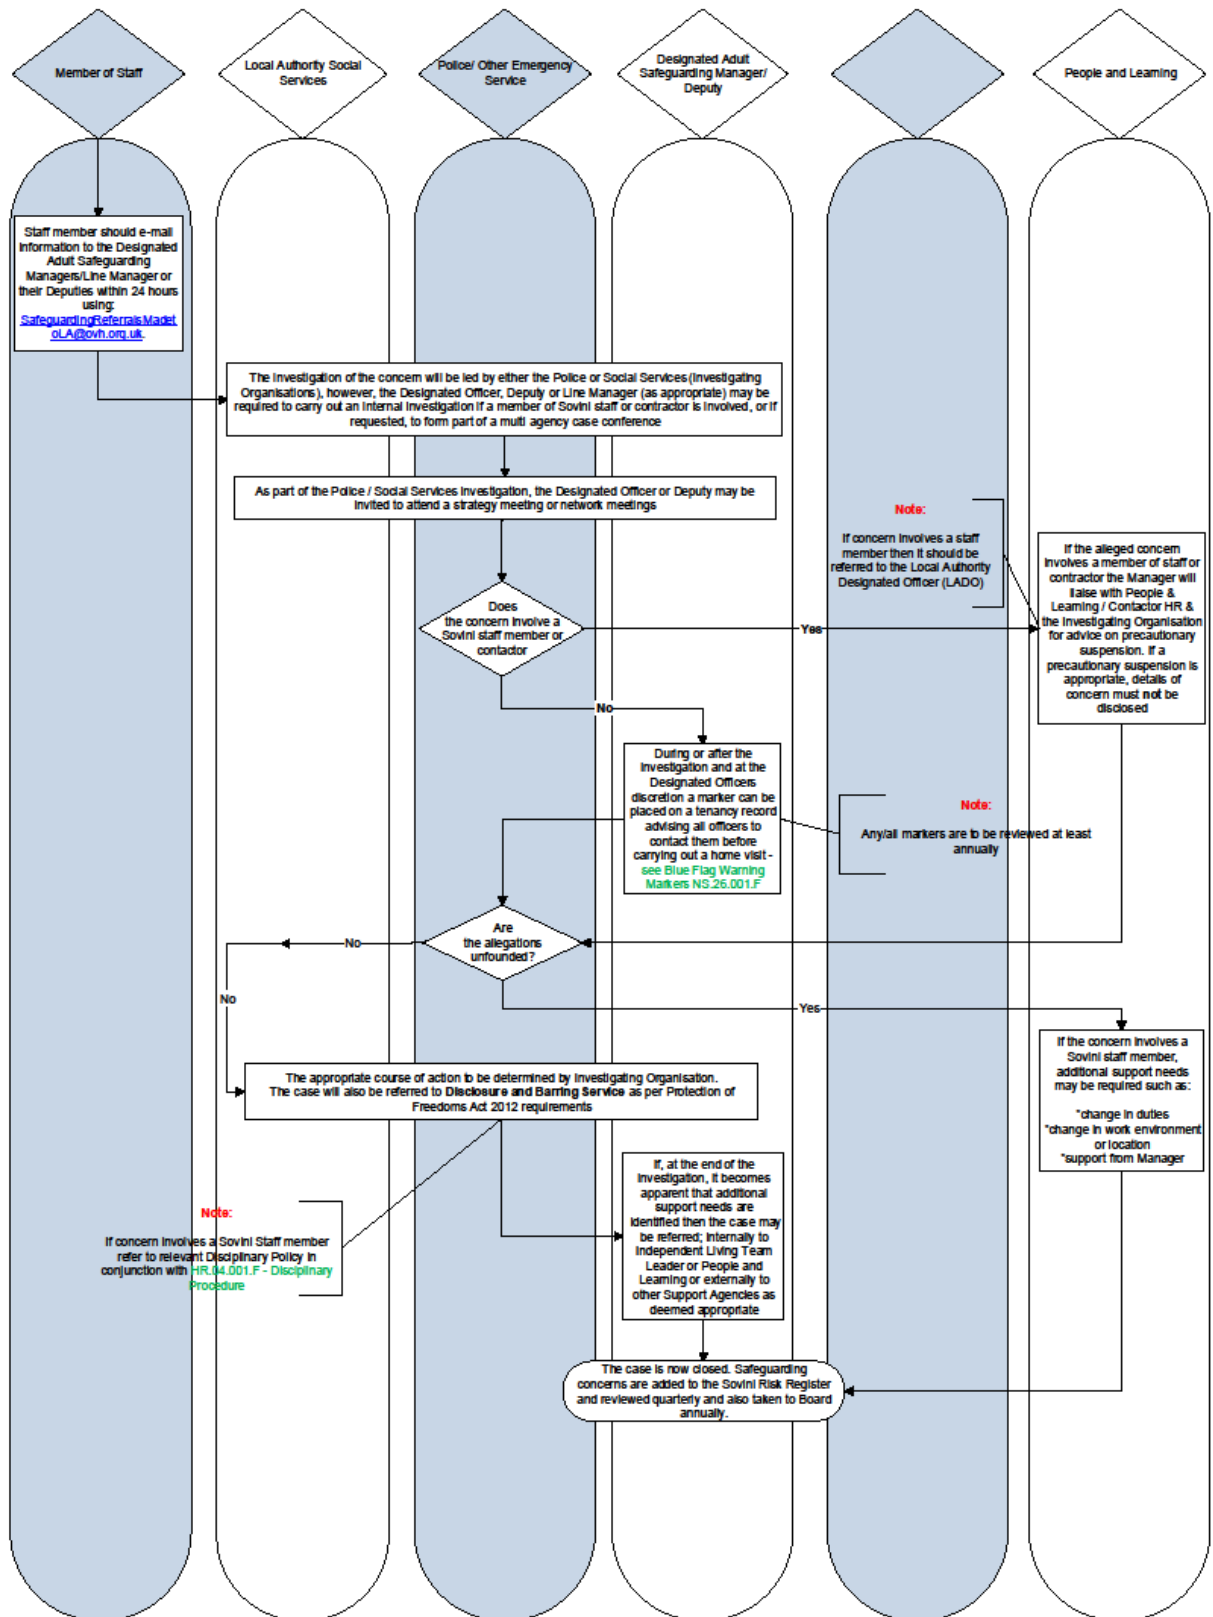 Member of Staff
Local Authority Social
Services
Police/ Other Emergency
Service
Designated Adult
Safeguarding Manager/
Deputy
People and Learning
Staff member should e-mail
information to the Designated
Adult Safeguarding
Managers/Line Manager or
their Deputies within 24 hours
using:
SafeguardingReferralsMadet
oLA@ovh.org.uk.
The investigation of the concern will be led by either the Police or Social Services (Investigating
Organisations), however, the Designated Officer, Deputy or Line Manager (as appropriate) may be
required to carry out an internal investigation if a member of Sovini staff or contractor is involved, or if
requested, to form part of a multi agency case conference
As part of the Police / Social Services investigation, the Designated Officer or Deputy may be
invited to attend a strategy meeting or network meetings
Note:
If concern involves a staff
member then it should be
referred to the Local Authority
Designated Officer (LADO)
If the alleged concern
involves a member of staff or
contractor the Manager will
liaise with People &
Learning / Contactor HR &
the Investigating Organisation
for advice on precautionary
suspension. If a
precautionary suspension is
appropriate, details of
concern must not be
disclosed
Does
the concern involve a
Sovini staff member or
contactor
Yes
No
During or after the
investigation and at the
Designated Officers
discretion a marker can be
placed on a tenancy record
advising all officers to
contact them before
carrying out a home visit -
see Blue Flag Warning
Markers NS.26.001.F
Note:
Any/all markers are to be reviewed at least
annually
Are
the allegations
unfounded?
No
No
Yes
If the concern involves a
Sovini staff member,
additional support needs
may be required such as:
*change in duties
*change in work environment
or location
*support from Manager
The appropriate course of action to be determined by Investigating Organisation.
The case will also be referred to Disclosure and Barring Service as per Protection of
Freedoms Act 2012 requirements
If, at the end of the
investigation, it becomes
apparent that additional
support needs are
identified then the case may
be referred; internally to
Independent Living Team
Leader or People and
Learning or externally to
other Support Agencies as
deemed appropriate
Note:
If concern involves a Sovini Staff member
refer to relevant Disciplinary Policy in
conjunction with HR.04.001.F - Disciplinary
Procedure
The case is now closed. Safeguarding
concerns are added to the Sovini Risk Register
and reviewed quarterly and also taken to Board
annually.